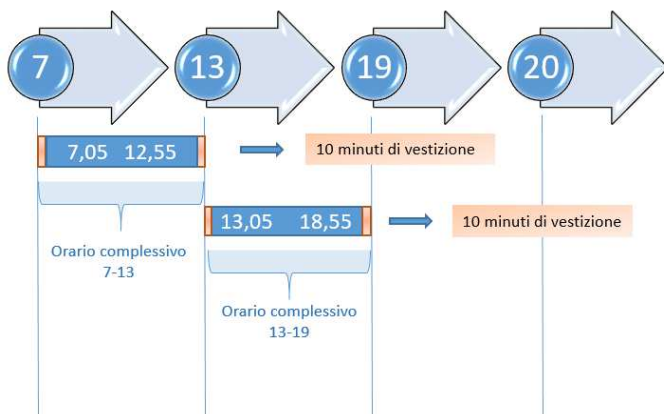 7 13 19 20
7,05 12,55
10 minuti di vestizione
13,05 18,55
10 minuti di vestizione
Orario complessivo
7-13
Orario complessivo
13-19